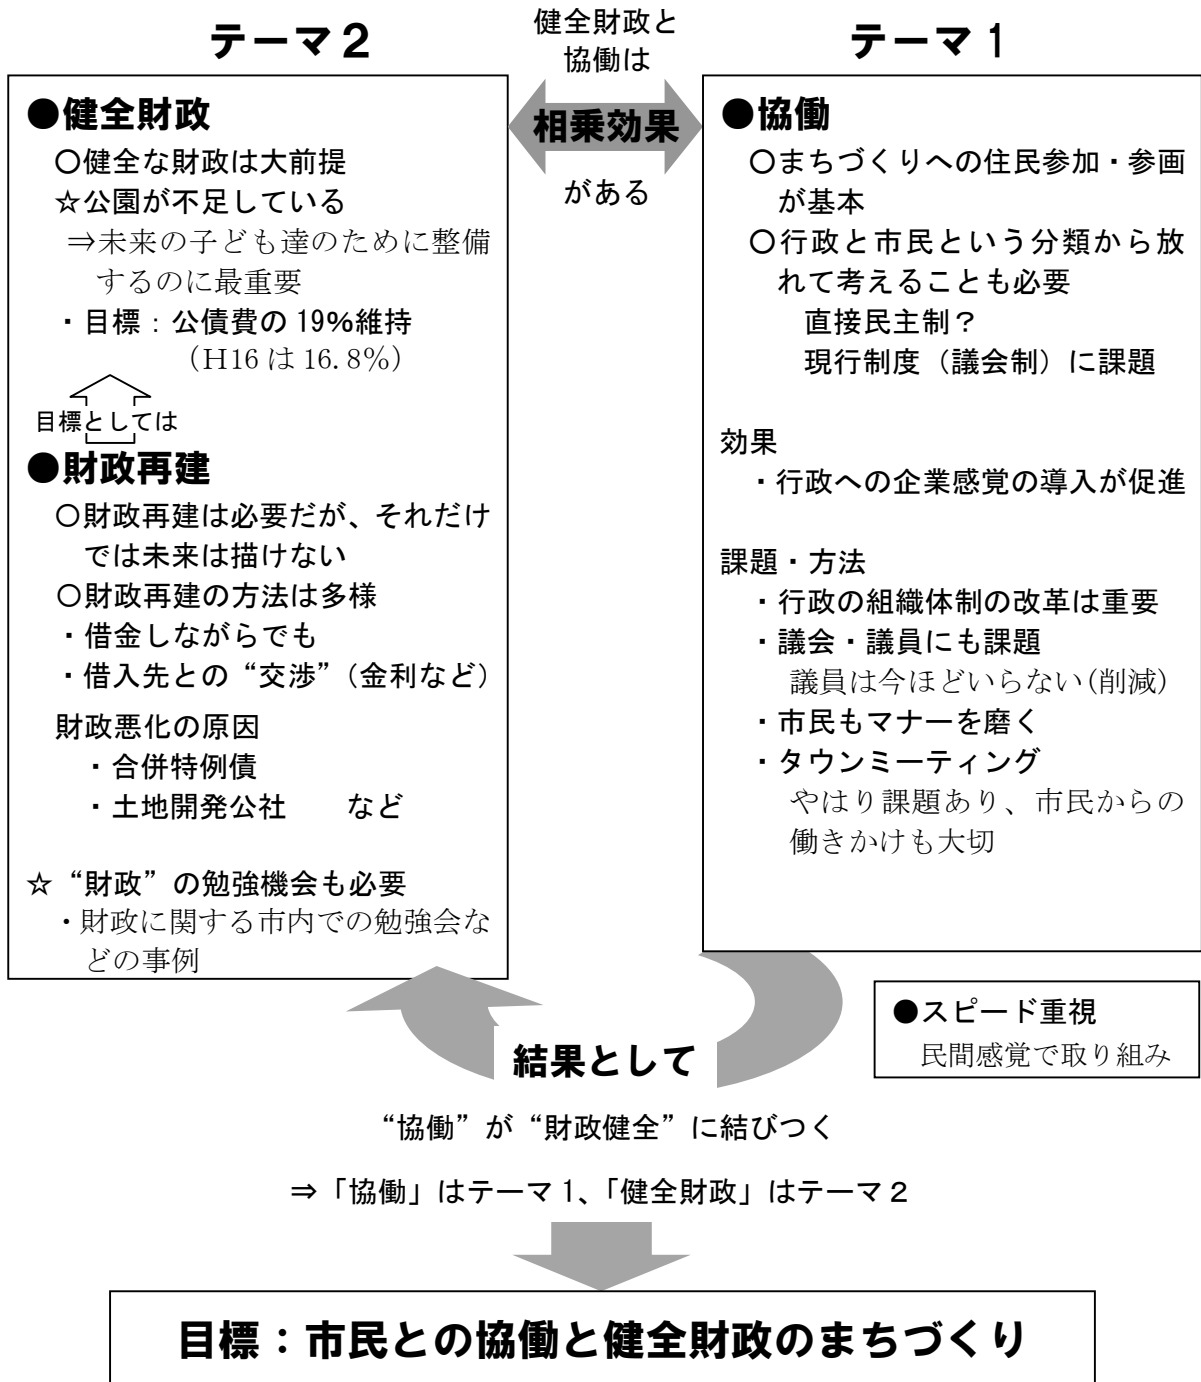 テーマ２
健全財政と
協働は
相乗効果
がある
テーマ１
●健全財政
○健全な財政は大前提
☆公園が不足している
⇒未来の子ども達のために整備
するのに最重要
・目標：公債費の 19％維持
（H16 は 16.8％）
目標としては
●財政再建
○財政再建は必要だが、それだけ
では未来は描けない
○財政再建の方法は多様
・借金しながらでも
・借入先との“交渉”（金利など）
財政悪化の原因
・合併特例債
・土地開発公社　　など
☆“財政”の勉強機会も必要
・財政に関する市内での勉強会な
どの事例
●協働
○まちづくりへの住民参加・参画
が基本
○行政と市民という分類から放
れて考えることも必要
直接民主制？
現行制度（議会制）に課題
効果
・行政への企業感覚の導入が促進
課題・方法
・行政の組織体制の改革は重要
・議会・議員にも課題
議員は今ほどいらない(削減)
・市民もマナーを磨く
・タウンミーティング
やはり課題あり、市民からの
働きかけも大切
●スピード重視
民間感覚で取り組み
結果として
“協働”が“財政健全”に結びつく
⇒「協働」はテーマ１、「健全財政」はテーマ２
目標：市民との協働と健全財政のまちづくり